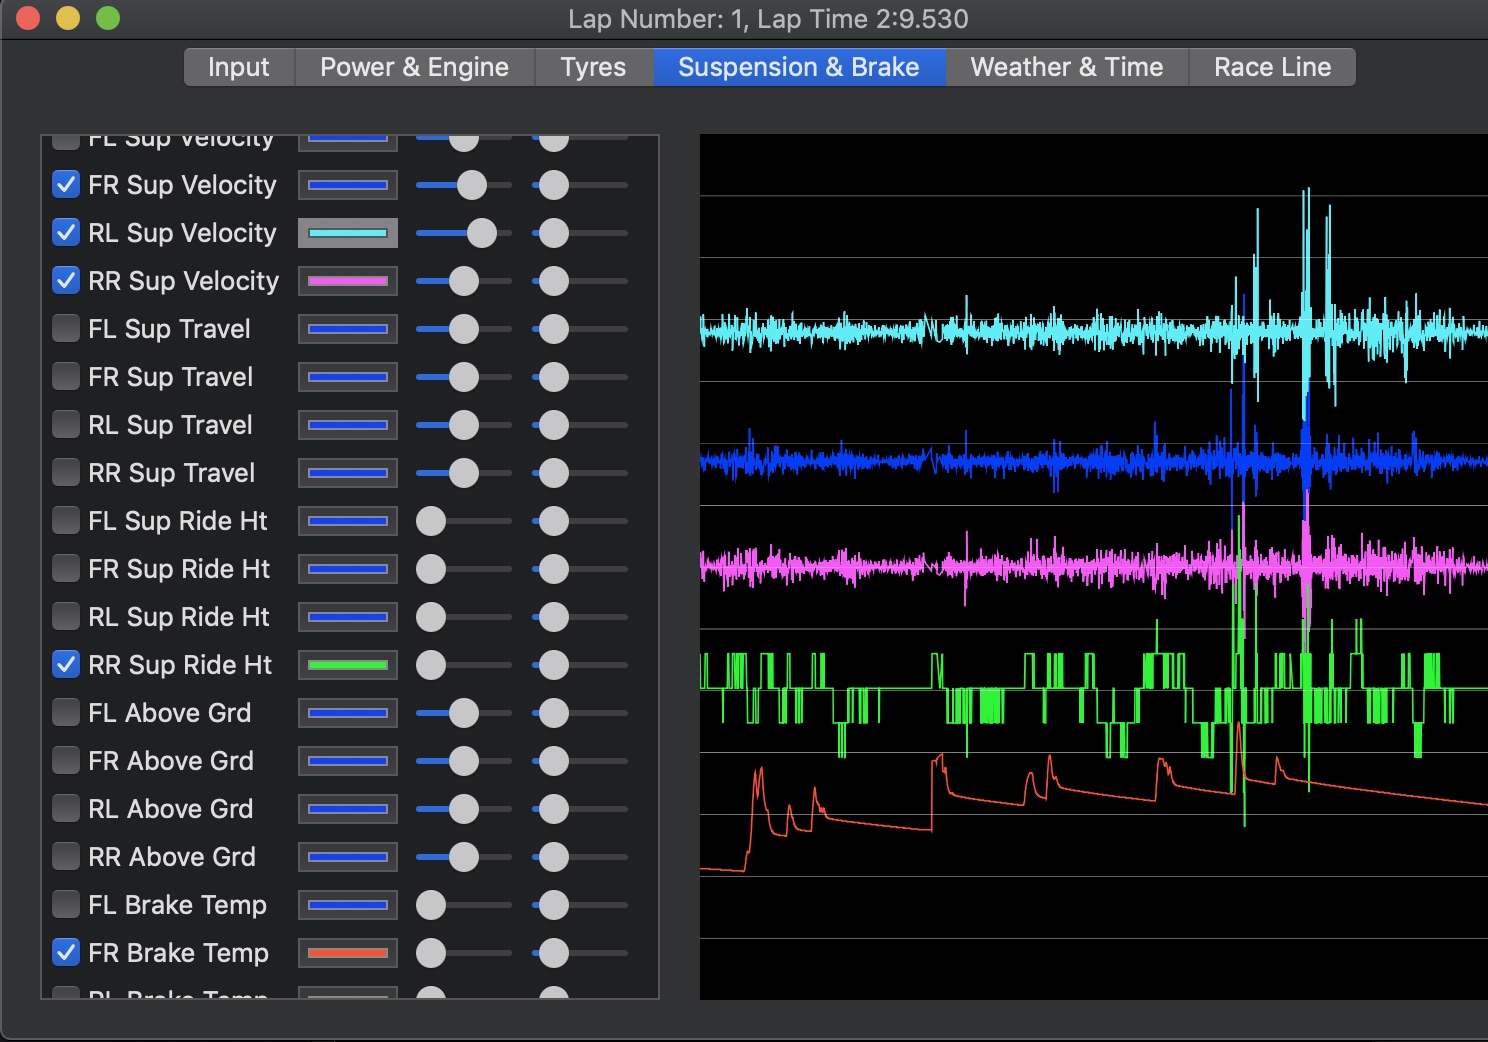 Lap Number: 1, Lap Time 2:9.530
Input Power & Engine Tyres Suspension & Brake Weather & Time Race Line
FL Sup Velocity
FR Sup Velocity
RL Sup Velocity
RR Sup Velocity
FL Sup Travel
FR Sup Travel
RL Sup Travel
RR Sup Travel
FL Sup Ride Ht
FR Sup Ride Ht
RL Sup Ride Ht
RR Sup Ride Ht
FL Above Grd
FR Above Grd
RL Above Grd
RR Above Grd
FL Brake Temp
FR Brake Temp
RL Brake Temp